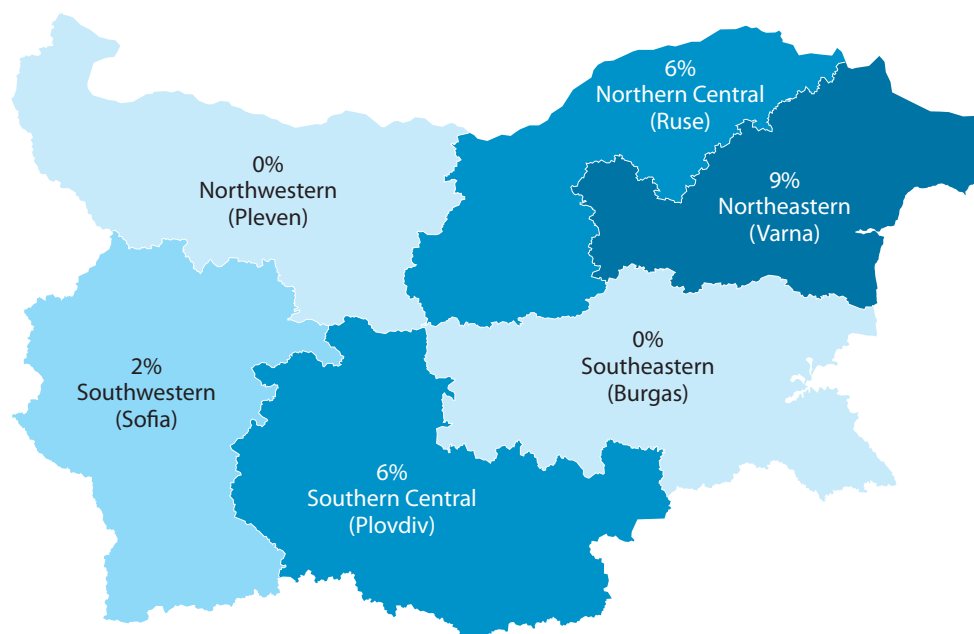 6%
Northern Central
(Ruse)
0%
Northwestern
(Pleven)
9%
Northeastern
(Varna)
0%
Southeastern
(Burgas)
2%
Southwestern
(Sofia)
6%
Southern Central
(Plovdiv)